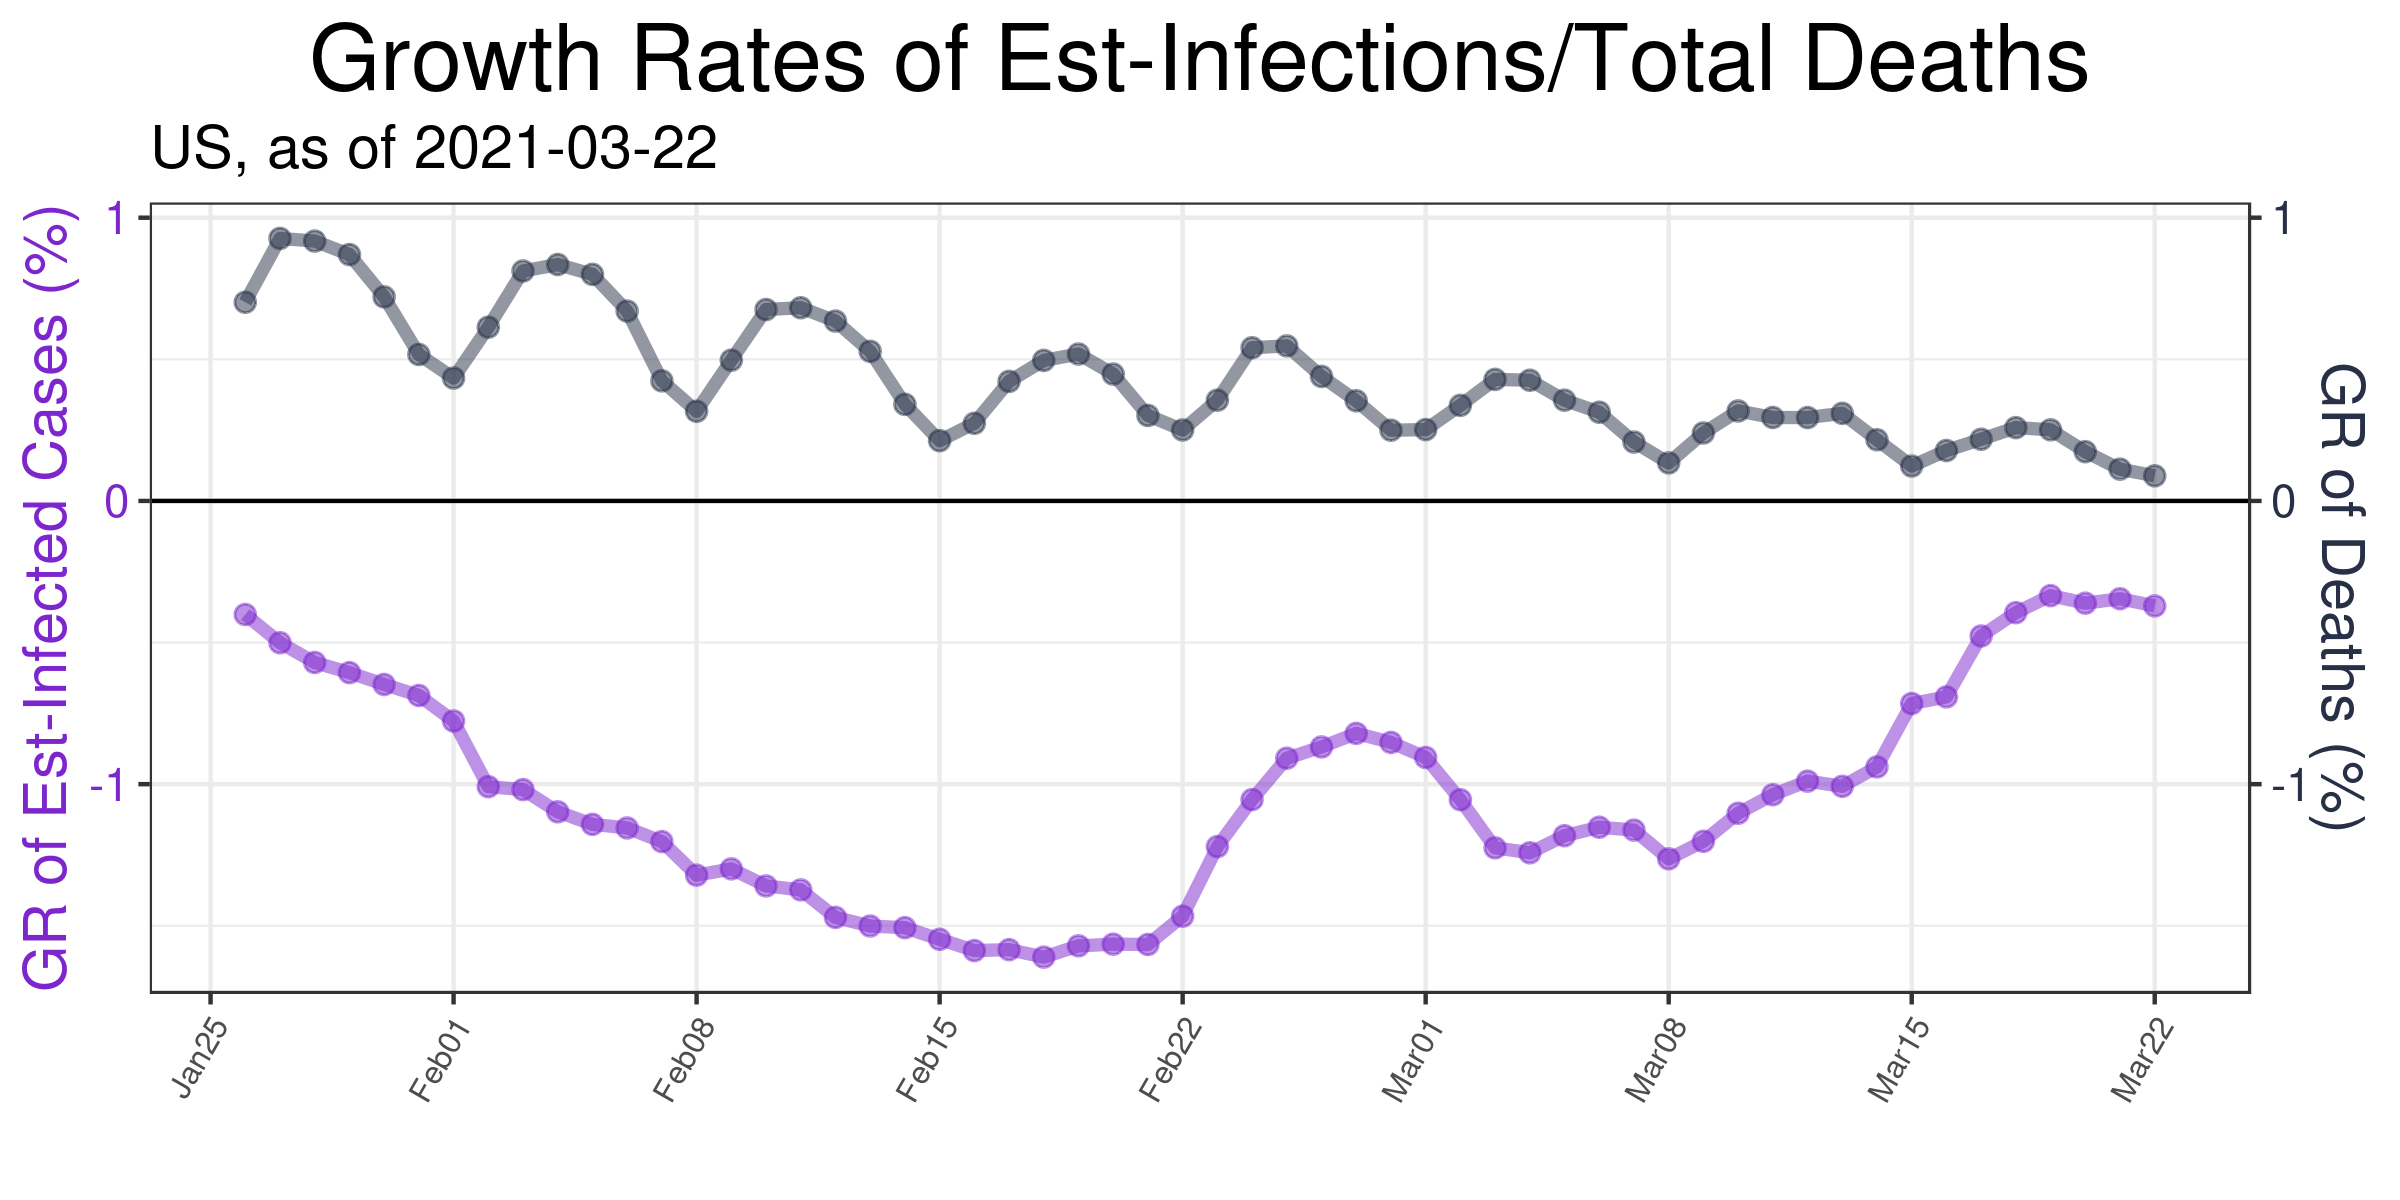 Growth Rates of Est-Infections/Total Deaths
US, as of 2021-03-22
GR of Est-Infected Cases (%)
1
0
-1
1
0
-1
GR of Deaths (%)
Jan25
Feb01
Feb08
Feb15
Feb22
Mar01
Mar08
Mar15
Mar22